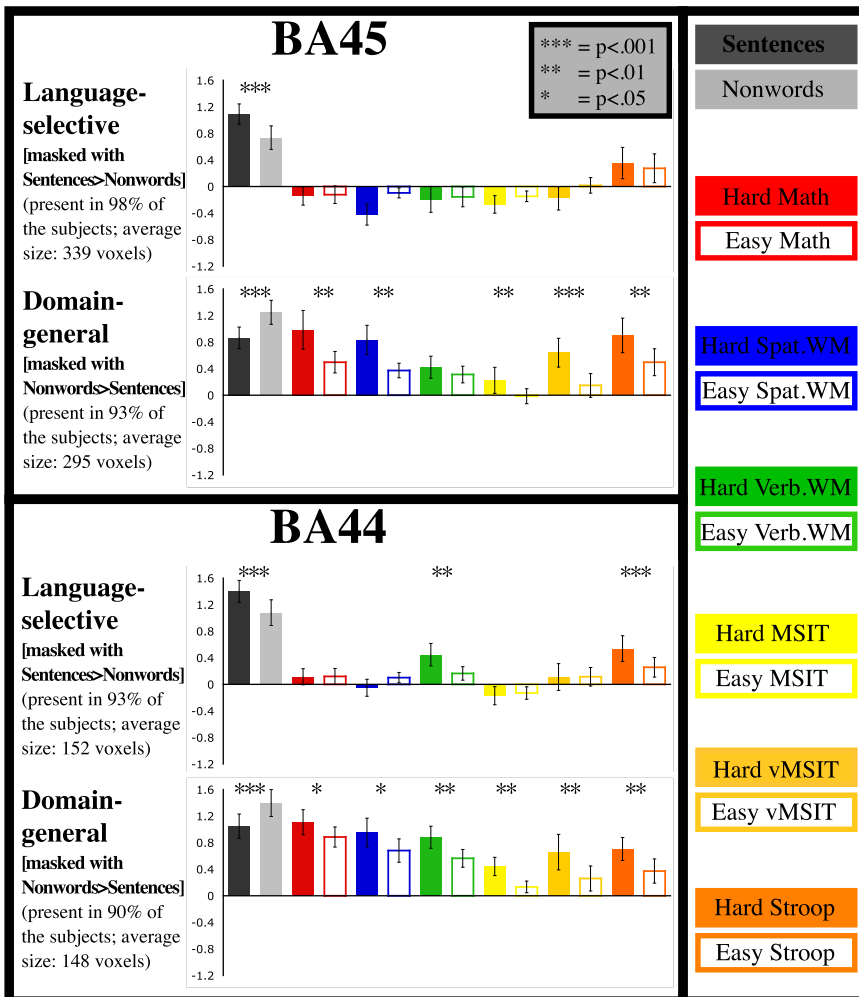 BA45
*** = p<.001
** = p<.01
* = p<.05
Language-
selective
[masked with
Sentences>Nonwords]
(present in 98% of
the subjects; average
size: 339 voxels)
1.6
1.2
0.8
0.4
0
-0.4
-0.8
-1.2
***
Domain-
general
[masked with
Nonwords>Sentences]
(present in 93% of
the subjects; average
size: 295 voxels)
1.6
1.2
0.8
0.4
0
-0.4
-0.8
-1.2
*** ** ** ** *** **
BA44
Language-
selective
[masked with
Sentences>Nonwords]
(present in 93% of
the subjects; average
size: 152 voxels)
1.6
1.2
0.8
0.4
0
-0.4
-0.8
-1.2
*** ** ***
Domain-
general
[masked with
Nonwords>Sentences]
(present in 90% of
the subjects; average
size: 148 voxels)
1.6
1.2
0.8
0.4
0
-0.4
-0.8
-1.2
*** * * ** ** ** **
Sentences
Nonwords
Hard Math
Easy Math
Hard Spat.WM
Easy Spat.WM
Hard Verb.WM
Easy Verb.WM
Hard MSIT
Easy MSIT
Hard vMSIT
Easy vMSIT
Hard Stroop
Easy Stroop